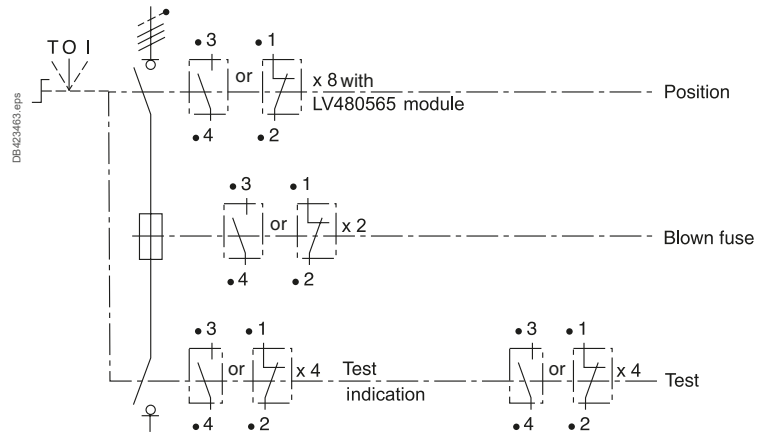 T O I
• 3
• 1
or
x 8 with
LV480565 module
• 4
• 2
Position
DB423463.eps
• 3
• 1
or
x 2
• 4
• 2
Blown fuse
• 3
• 1
or
x 4
Test
indication
• 4
• 2
• 3
• 1
or
x 4
• 4
• 2
Test